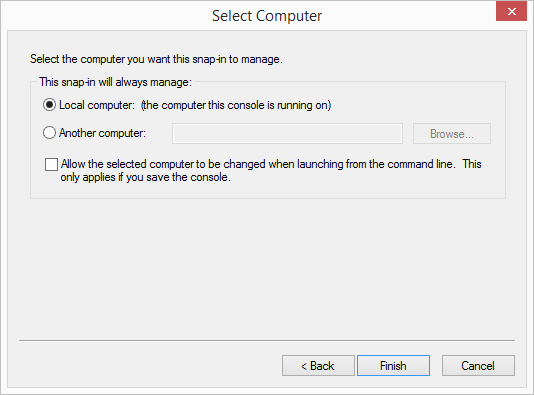 Select Computer
Select the computer you want this snap-in to manage.
This snap-in will always manage:
Local computer: (the computer this console is running on)
Another computer:
Browse...
Allow the selected computer to be changed when launching from the command line. This
only applies if you save the console.
< Back
Finish
Cancel